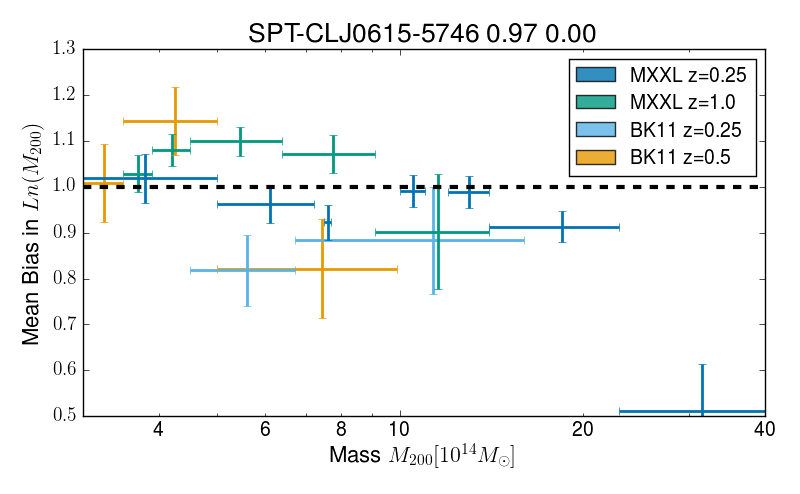 SPT-CLJ0615-5746 0.97 0.00
1.3
1.2
1.1
1.0
0.9
0.8
0.7
0.6
0.5
Mean Bias in Ln(M₂₀₀)
MXXL z=0.25
MXXL z=1.0
BK11 z=0.25
BK11 z=0.5
4 6 8 10 20 40
Mass M₂₀₀[10¹⁴M☉]